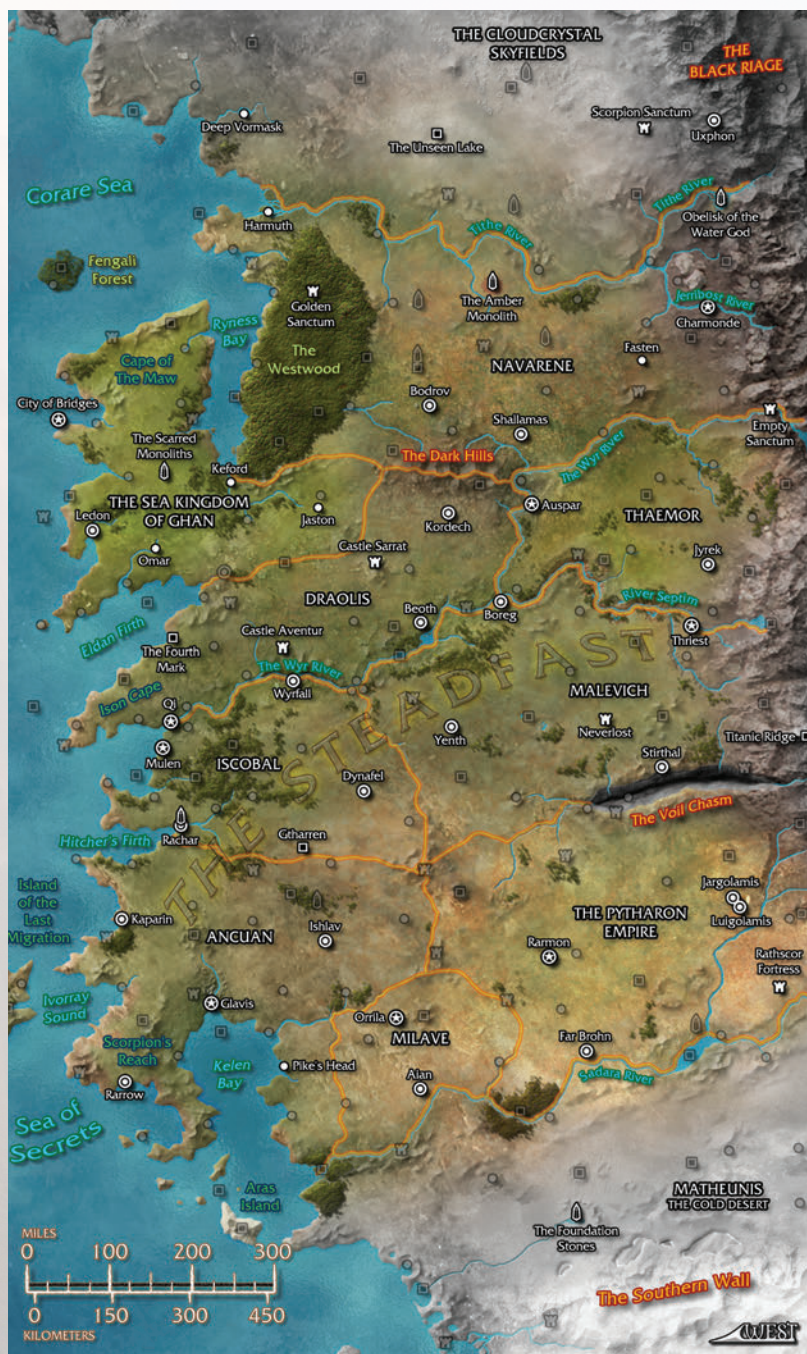 THE CLOUDCRYSTAL
SKYFIELDS
THE
BLACK RIAGE
Deep Vormask
The Unseen Lake
Scorpion Sanctum
Uxphon
Corare Sea
Harmuth
Tithe River
Tithe River
Obelisk of the
Water God
Fengali
Forest
Golden
Sanctum
The Amber
Monolith
Jembost River
Charmonde
Ryness
Bay
Cape of
The Maw
The
Westwood
Fasten
NAVARENE
Bodrov
City of Bridges
Shallamas
Empty
Sanctum
The Scarred
Monoliths
Keford
The Dark Hills
The Wyr River
THE SEA KINGDOM
OF GHAN
Ledon
Jaston
Kordech
Auspar
THAEMOR
Omar
Castle Sarrat
Jyrek
DRAOLIS
Beoth
Boreg
River Septim
Eldan Firth
The Fourth
Mark
Castle Aventur
Thriest
The Wyr River
Ison Cape
Wyrfall
THE STEADFAST
MALEVICH
Qi
Neverlost
Mulen
Yenth
Titanic Ridge
ISCOBAL
Stirthal
Dynafel
The Voil Chasm
Rachar
Hitcher's Firth
Gtharren
Island
of the
Last
Migration
Jargolamis
Luigolamis
Kaparin
THE PYTHARON
EMPIRE
ANCUAN
Ishlav
Rarmon
Rathscor
Fortress
Ivorray
Sound
Glavis
Orrila
MILAVE
Scorpion's
Reach
Kelen
Bay
Pike's Head
Far Brohn
Rarrow
Alan
Sadara River
Sea of
Secrets
Aras
Island
MATHEUNIS
THE COLD DESERT
The Foundation
Stones
MILES
0 100 200 300
0 150 300 450
KILOMETERS
The Southern Wall
WEST